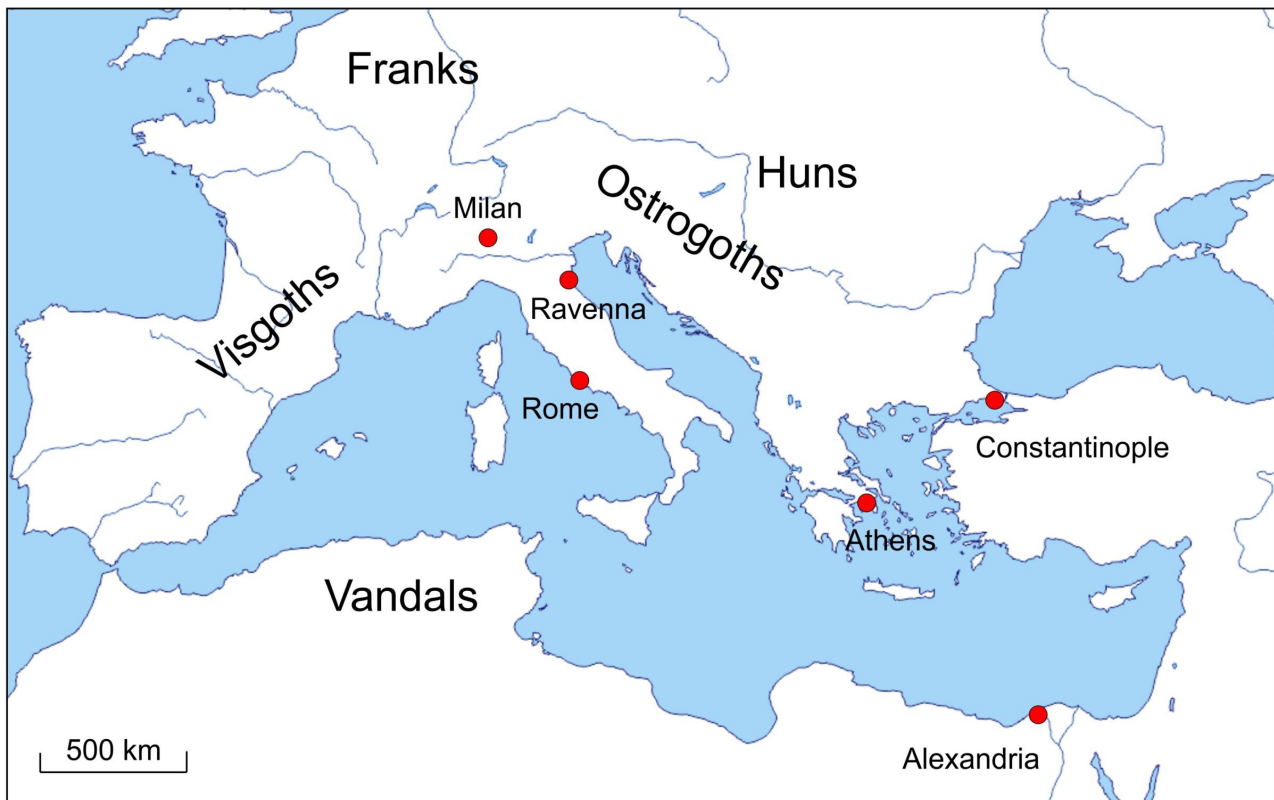 Franks
Huns
Ostrogoths
Milan
Visgoths
Ravenna
Rome
Constantinople
Athens
Vandals
500 km
Alexandria